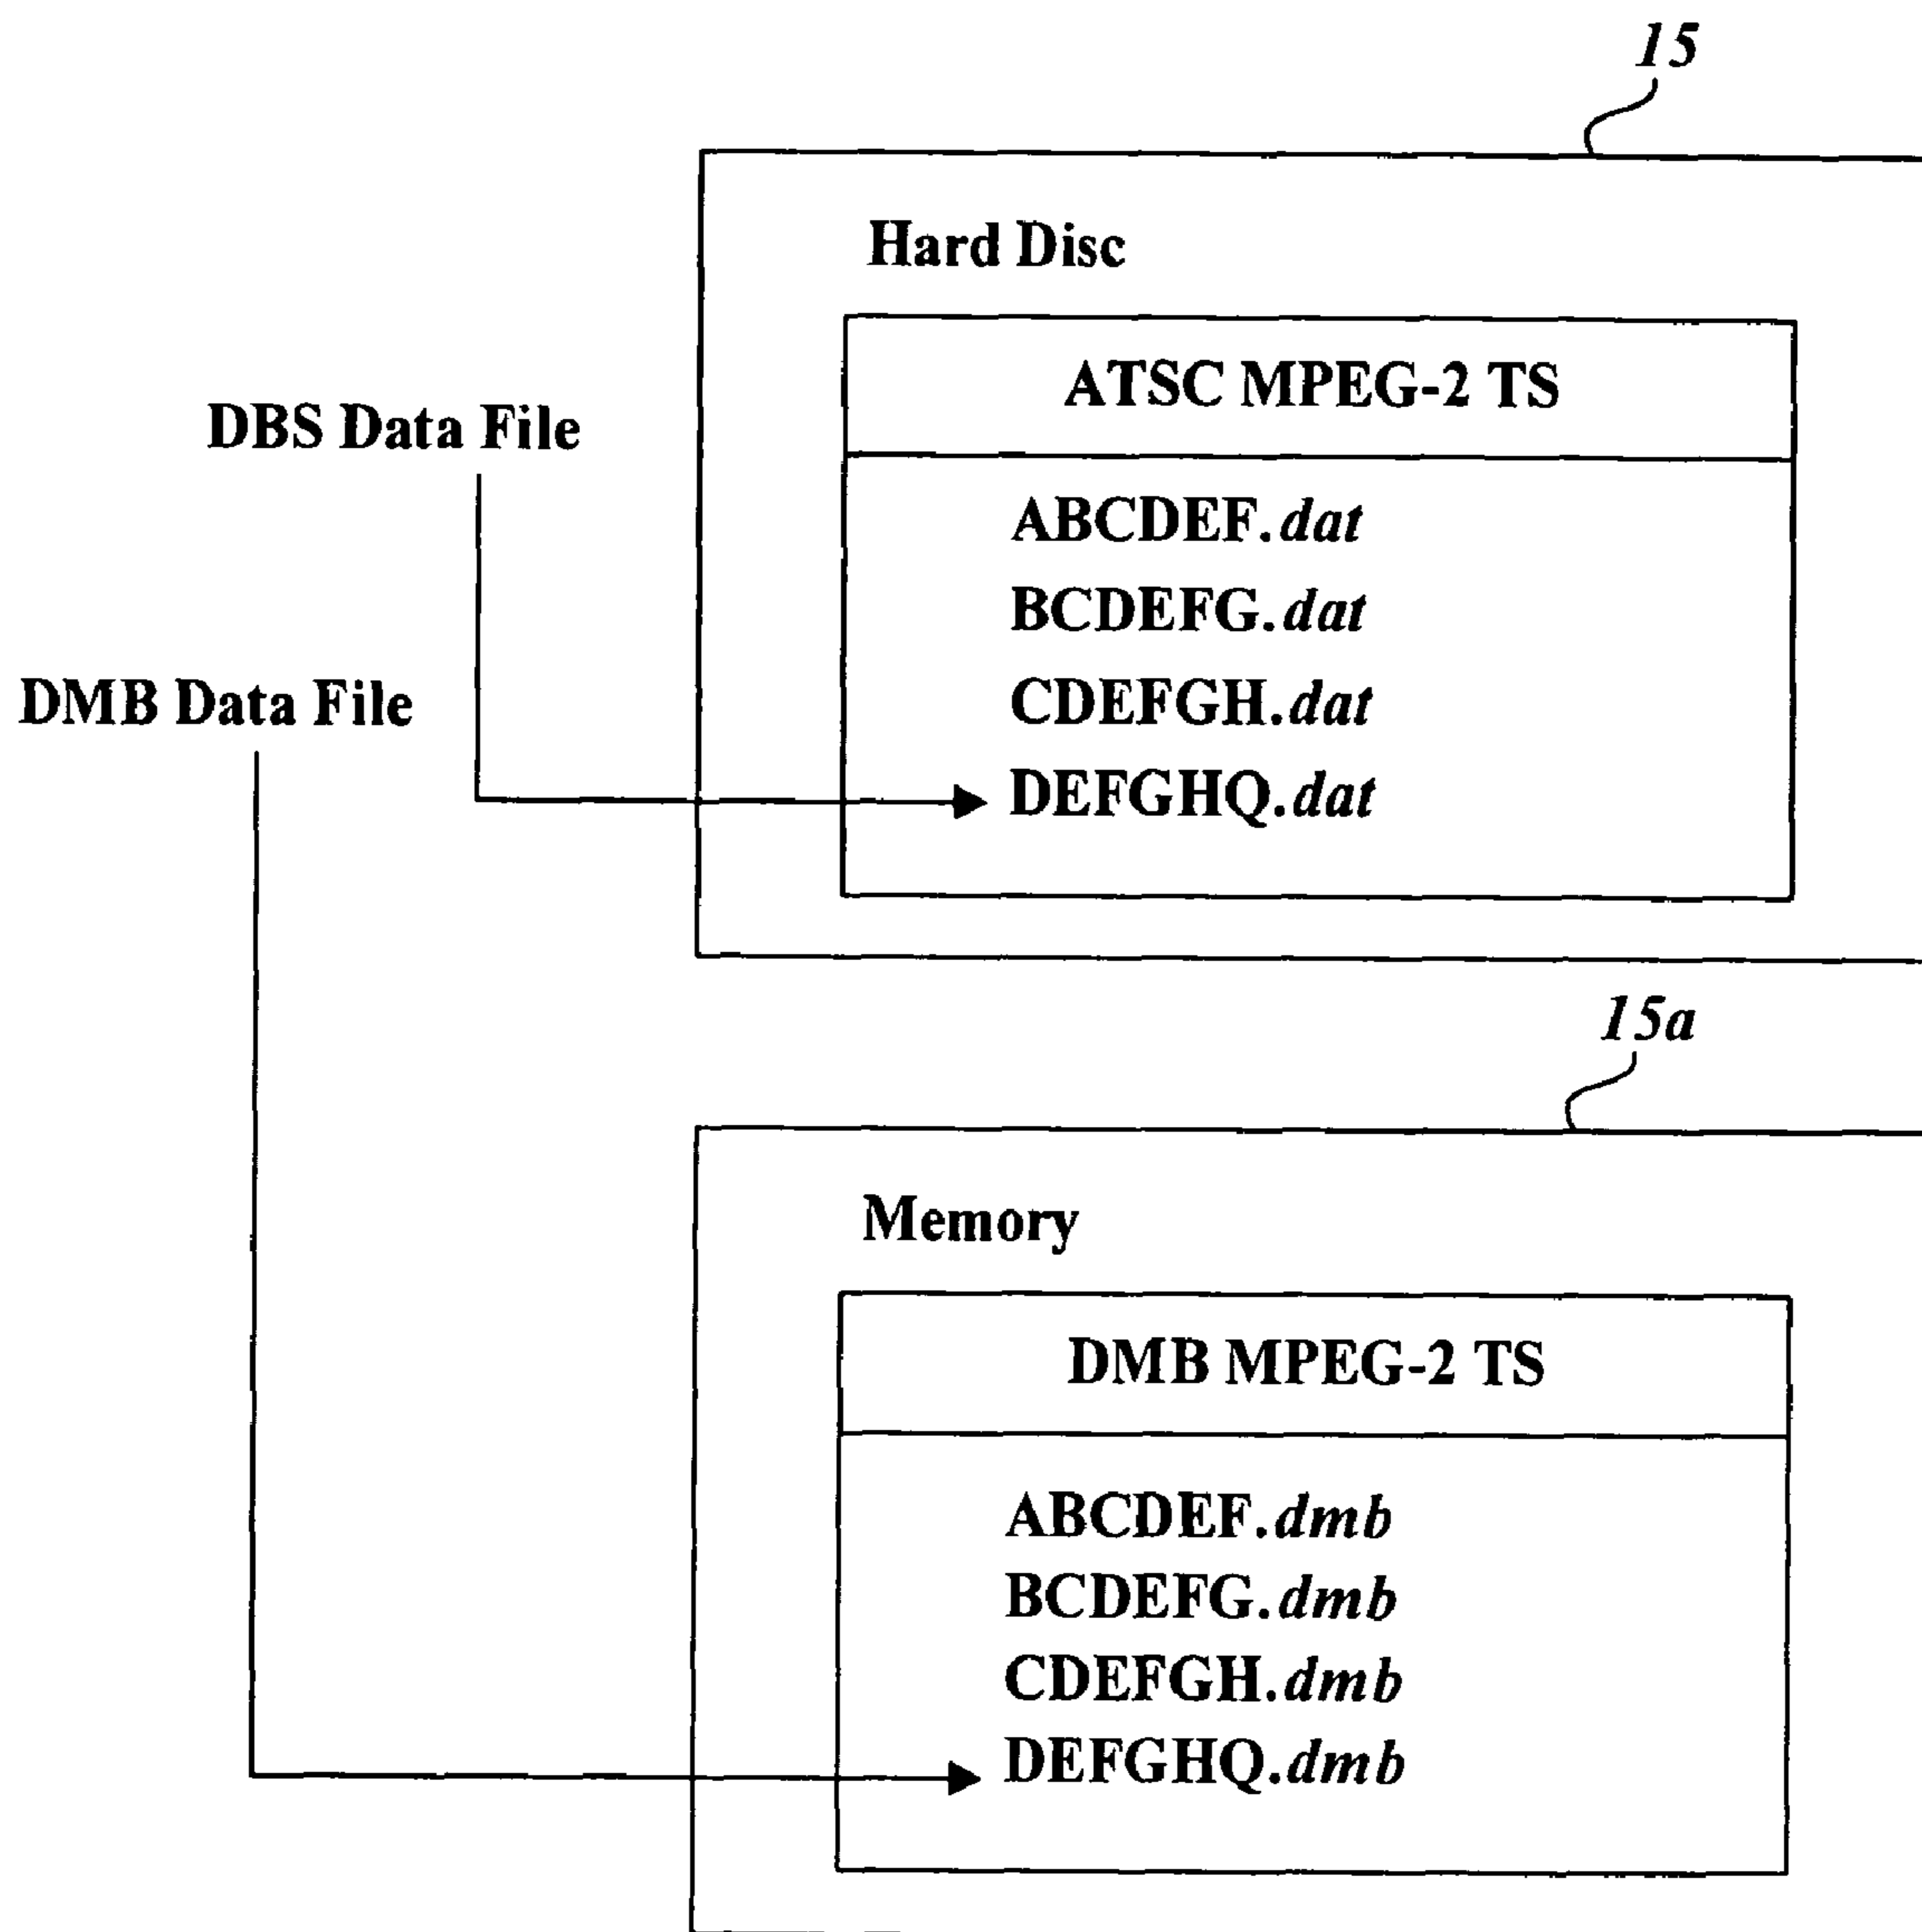 15
Hard Disc
ATSC MPEG-2 TS
DBS Data File
ABCDEF.dat
BCDEFG.dat
DMB Data File
CDEFGH.dat
DEFGHQ.dat
15a
Memory
DMB MPEG-2 TS
ABCDEF.dmb
BCDEFG.dmb
CDEFGH.dmb
DEFGHQ.dmb